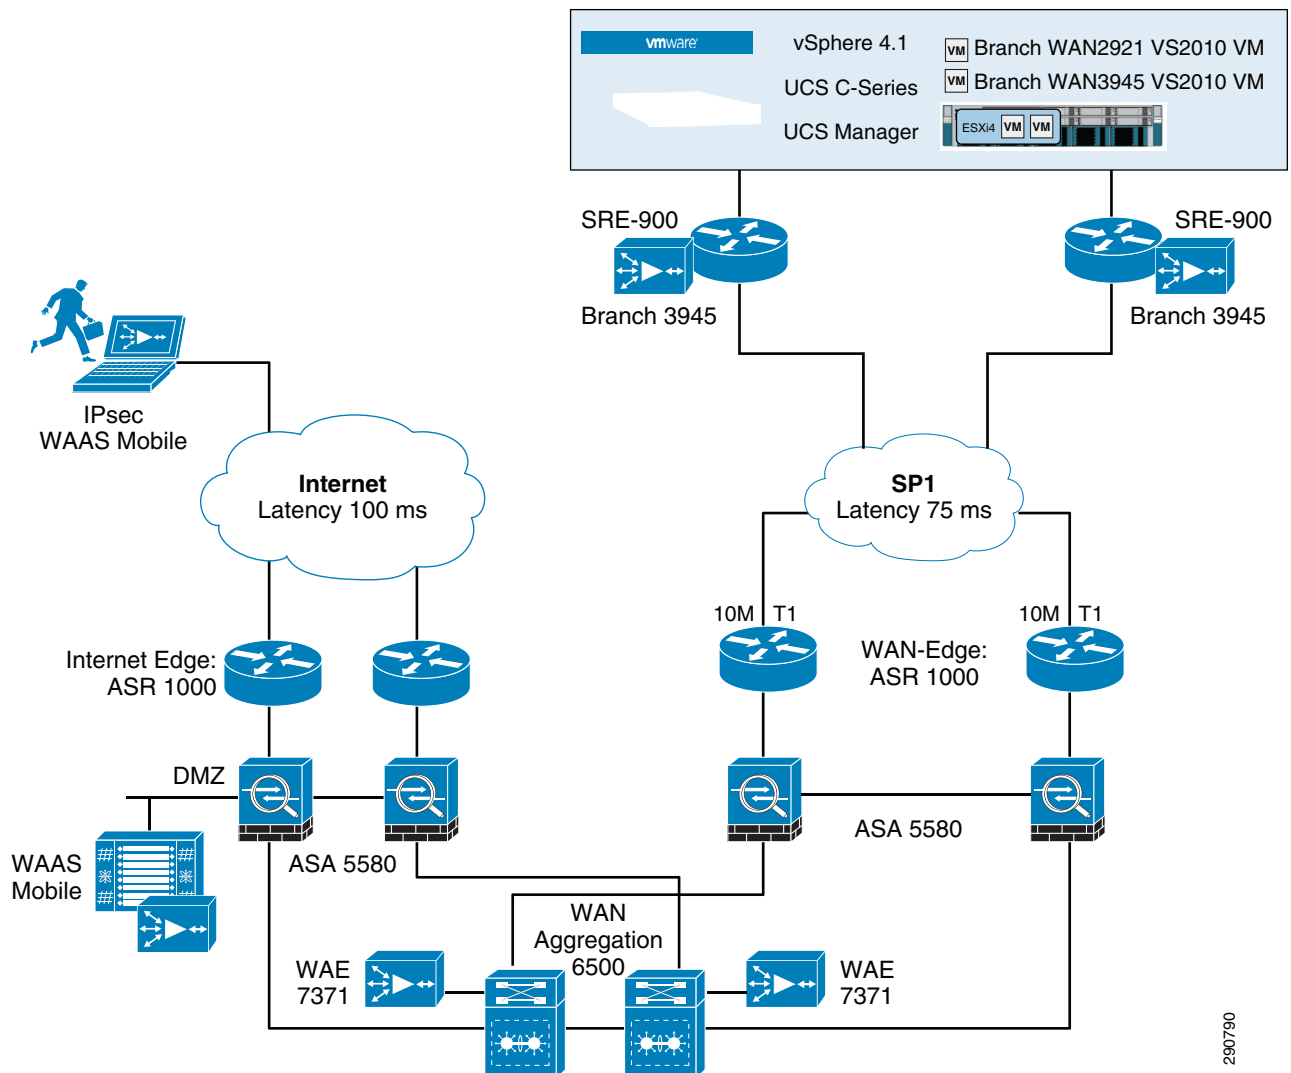 vmware
vSphere 4.1
VM Branch WAN2921 VS2010 VM
UCS C-Series
VM Branch WAN3945 VS2010 VM
UCS Manager
ESXi4 VM VM
SRE-900
SRE-900
Branch 3945
Branch 3945
IPsec
WAAS Mobile
Internet
Latency 100 ms
SP1
Latency 75 ms
10M T1
10M T1
Internet Edge:
ASR 1000
WAN-Edge:
ASR 1000
DMZ
ASA 5580
ASA 5580
WAAS
Mobile
WAN
Aggregation
6500
WAE
7371
WAE
7371
290790